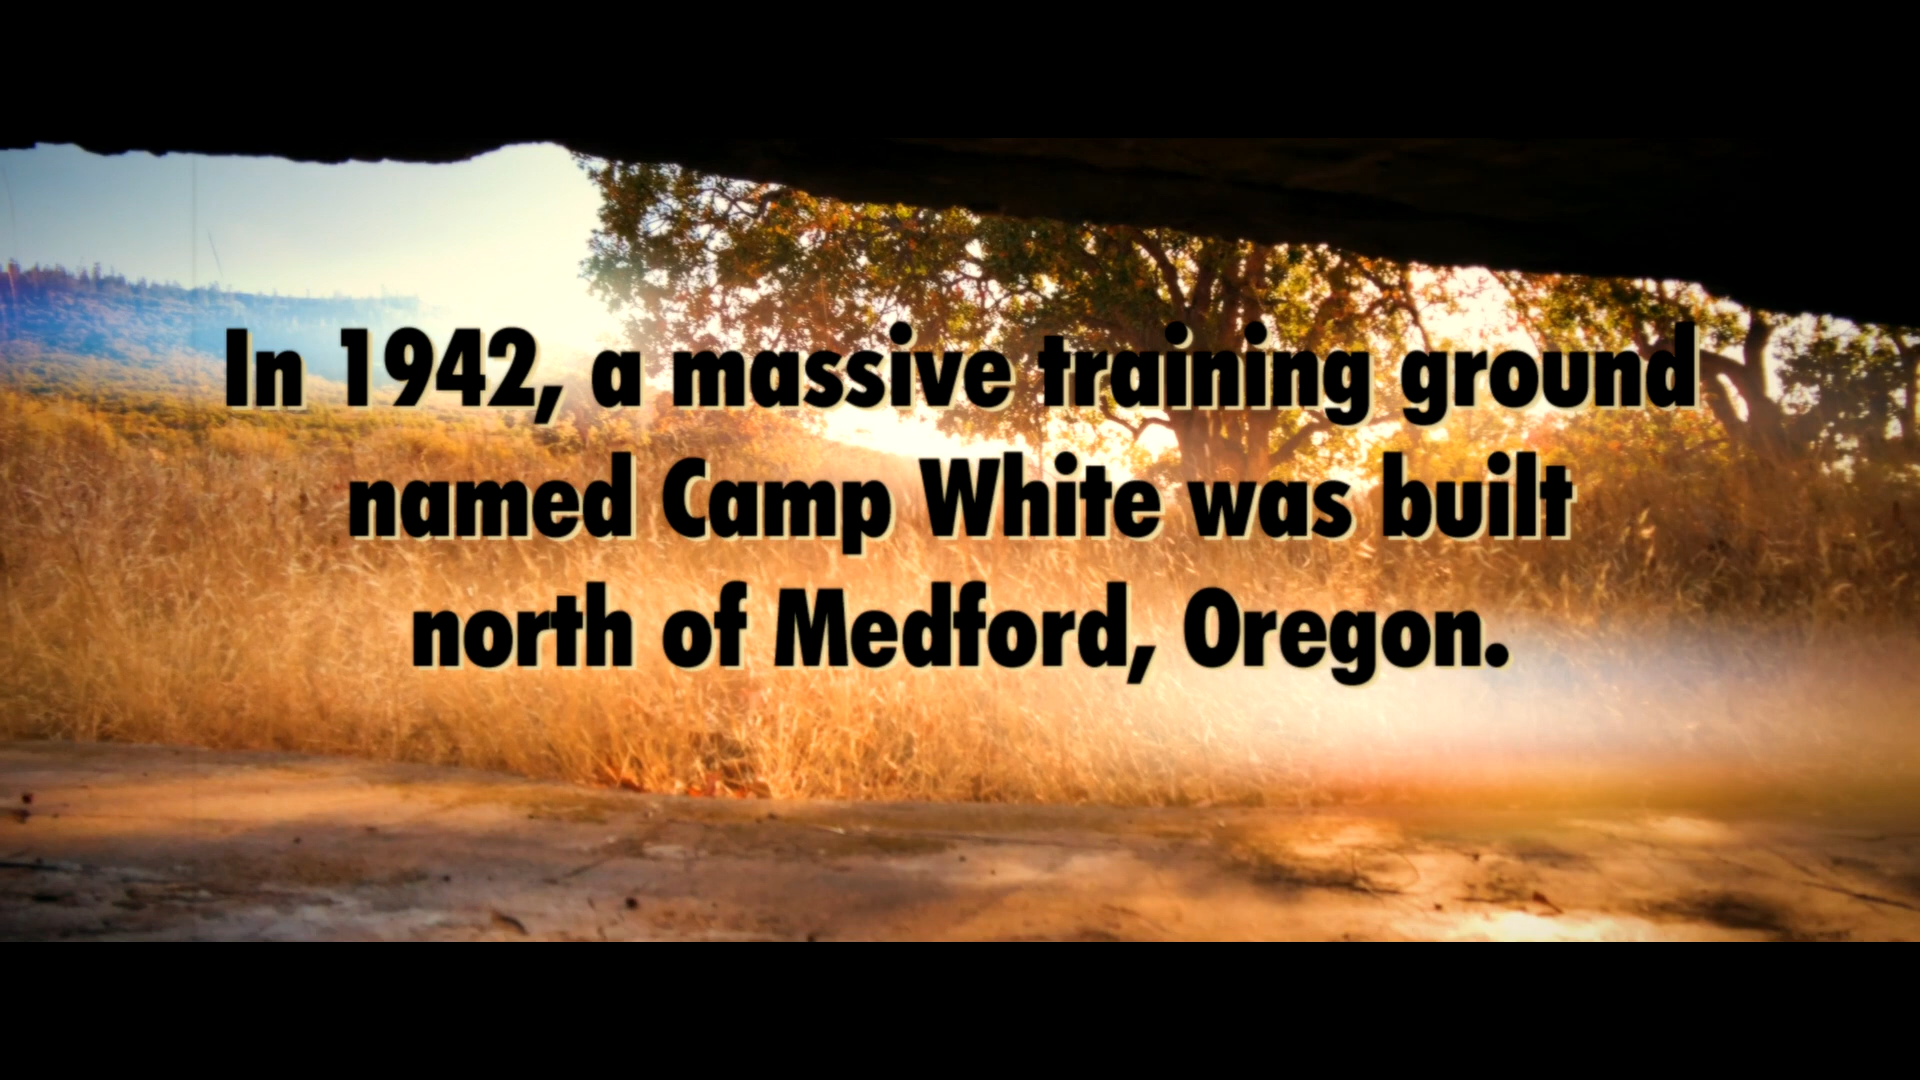 In 1942, a massive training ground
named Camp White was built
north of Medford, Oregon.